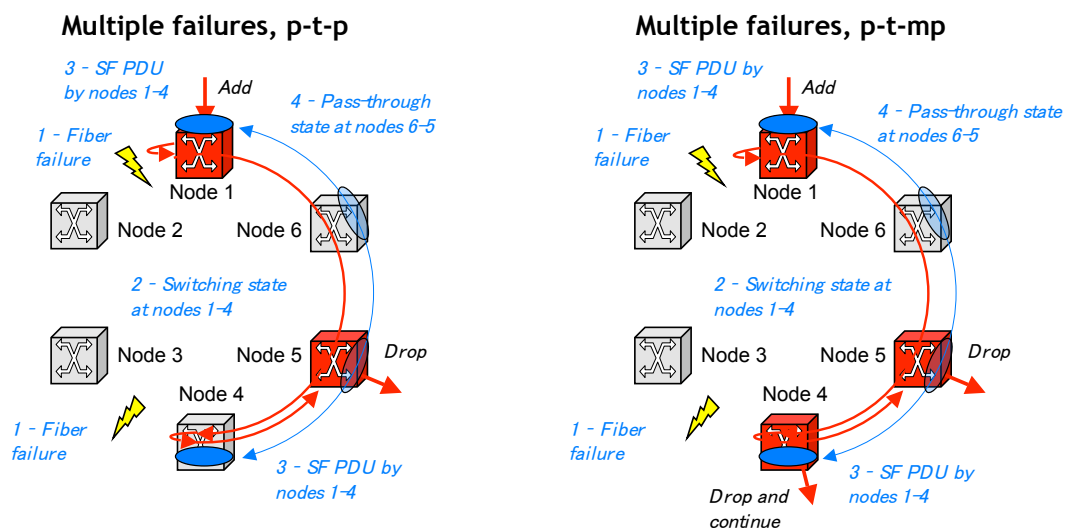 Multiple failures, p-t-p
3 - SF PDU
by nodes 1-4
Add
4 - Pass-through
state at nodes 6-5
1 - Fiber
failure
Node 1
Node 2
Node 6
2 - Switching state
at nodes 1-4
Node 3
Node 5
Drop
Node 4
1 - Fiber
failure
3 - SF PDU by
nodes 1-4
Multiple failures, p-t-mp
3 - SF PDU by
nodes 1-4
Add
4 - Pass-through state
at nodes 6-5
1 - Fiber
failure
Node 1
Node 2
Node 6
2 - Switching state at
nodes 1-4
Node 3
Node 5
Drop
Node 4
1 - Fiber
failure
3 - SF PDU by
nodes 1-4
Drop and
continue